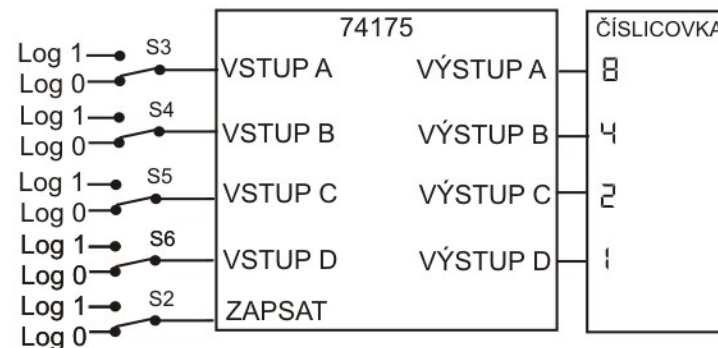 74175
ČÍSLICOVKA
Log 1 S3
Log 0 VSTUP A VÝSTUP A 8
Log 1 S4
Log 0 VSTUP B VÝSTUP B 4
Log 1 S5
Log 0 VSTUP C VÝSTUP C 2
Log 1 S6
Log 0 VSTUP D VÝSTUP D 1
Log 1 S2
Log 0 ZAPSAT